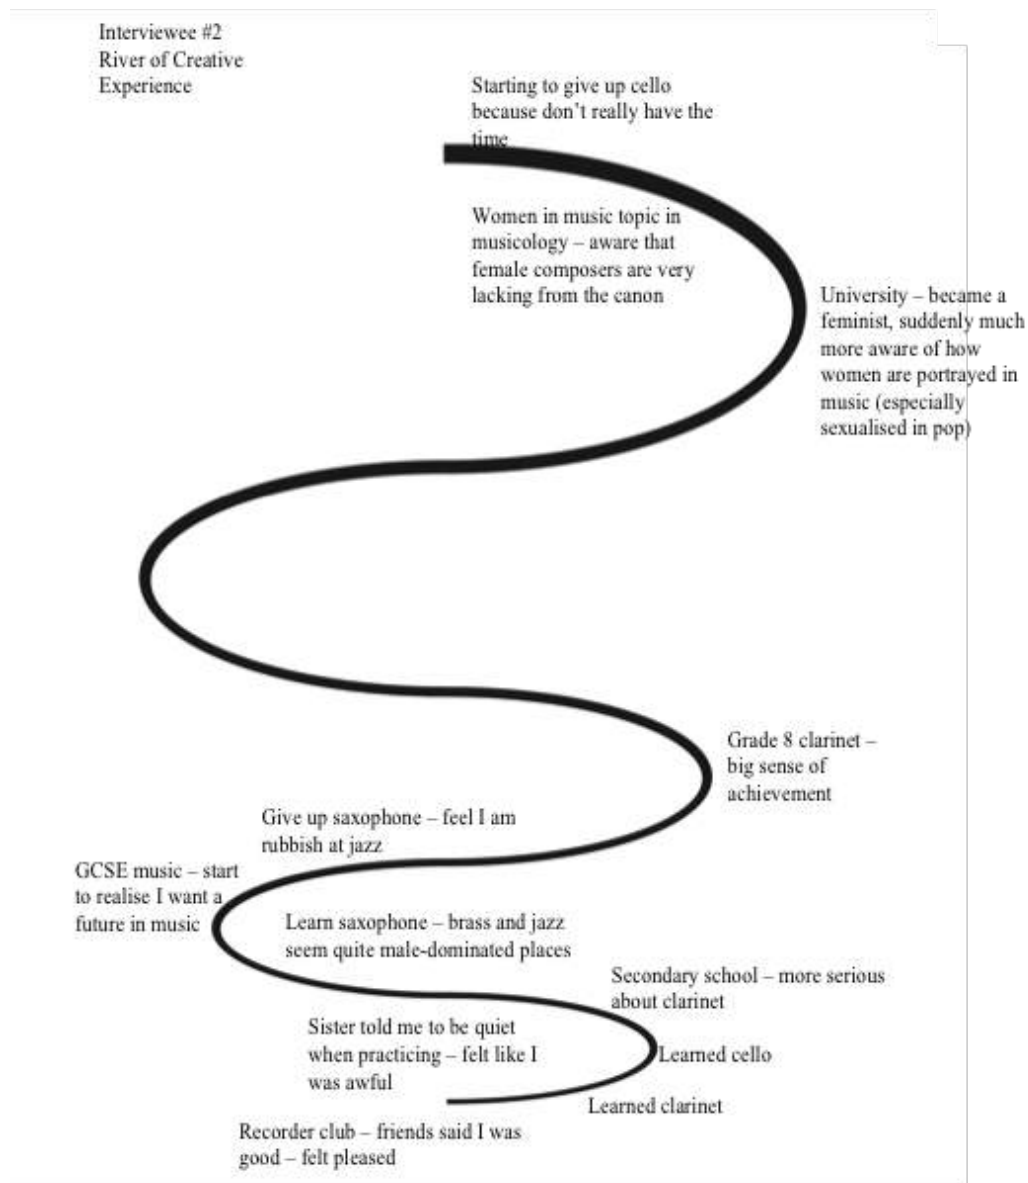 Interviewee #2
River of Creative
Experience
Starting to give up cello
because don't really have the
time
Women in music topic in
musicology – aware that
female composers are very
lacking from the canon
University – became a
feminist, suddenly much
more aware of how
women are portrayed in
music (especially
sexualised in pop)
Grade 8 clarinet –
big sense of
achievement
Give up saxophone – feel I am
rubbish at jazz
GCSE music – start
to realise I want a
future in music
Learn saxophone – brass and jazz
seem quite male-dominated places
Secondary school – more serious
about clarinet
Sister told me to be quiet
when practicing – felt like I
was awful
Learned cello
Learned clarinet
Recorder club – friends said I was
good – felt pleased